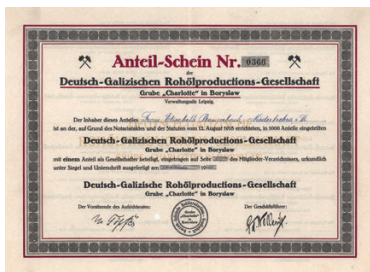 Anteil-Schein Nr. 0366
der
Deutsch-Galizischen Rohölproductions-Gesellschaft
Grube „Charlotte" in Boryslaw
Verwaltungssitz Leipzig.
Der Inhaber dieses Anteiles Frau Elisabeth
ist an der, auf Grund des Notariatsaktes und der Statuten vom 12. August 1918 errichteten, in 1000 Anteile eingeteilten
Deutsch-Galizischen Rohölproductions-Gesellschaft
Grube „Charlotte" in Boryslaw
mit einem Anteil als Gesellschafter beteiligt, eingetragen auf Seite des Mitglieder-Verzeichnisses, urkundlich
unter Siegel und Unterschrift ausgefertigt am
Deutsch-Galizische Rohölproductions-Gesellschaft
Grube „Charlotte" in Boryslaw
Der Vorsitzende des Aufsichtsrates: Der Geschäftsführer: